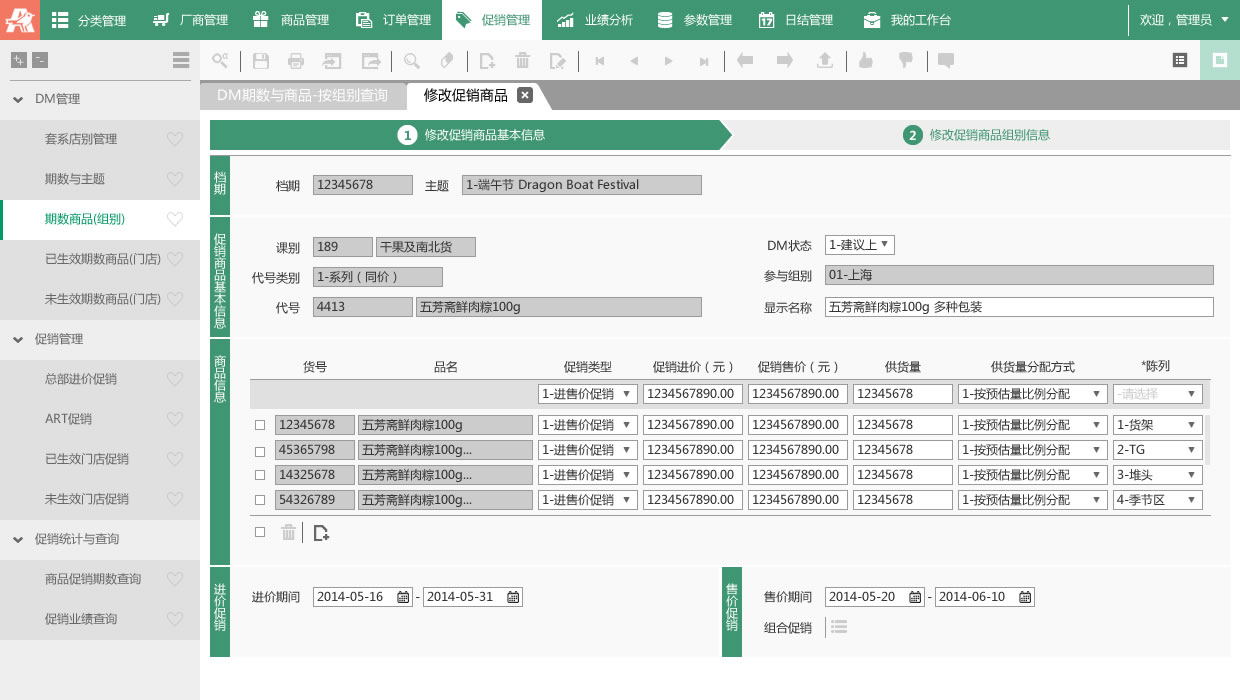 分类管理 厂商管理 商品管理 订单管理 促销管理 业绩分析 参数管理 日结管理 我的工作台 欢迎，管理员
DM管理
套系店别管理
期数与主题
期数商品(组别)
已生效期数商品(门店)
未生效期数商品(门店)
促销管理
总部进价促销
ART促销
已生效门店促销
未生效门店促销
促销统计与查询
商品促销期数查询
促销业绩查询
DM期数与商品-按组别查询 修改促销商品
1 修改促销商品基本信息 2 修改促销商品组别信息
档期
档期 12345678 主题 1-端午节 Dragon Boat Festival
促销商品基本信息
课别 189 干果及南北货 DM状态 1-建议上
代号类别 1-系列（同价） 参与组别 01-上海
代号 4413 五芳斋鲜肉粽100g 显示名称 五芳斋鲜肉粽100g 多种包装
商品信息
货号 品名 促销类型 促销进价（元） 促销售价（元） 供货量 供货量分配方式 *陈列
1-进售价促销 1234567890.00 1234567890.00 12345678 1-按预估量比例分配 -请选择
12345678 五芳斋鲜肉粽100g 1-进售价促销 1234567890.00 1234567890.00 12345678 1-按预估量比例分配 1-货架
45365798 五芳斋鲜肉粽100g... 1-进售价促销 1234567890.00 1234567890.00 12345678 1-按预估量比例分配 2-TG
14325678 五芳斋鲜肉粽100g... 1-进售价促销 1234567890.00 1234567890.00 12345678 1-按预估量比例分配 3-堆头
54326789 五芳斋鲜肉粽100g... 1-进售价促销 1234567890.00 1234567890.00 12345678 1-按预估量比例分配 4-季节区
进价促销
进价期间 2014-05-16 - 2014-05-31
售价促销
售价期间 2014-05-20 - 2014-06-10
组合促销